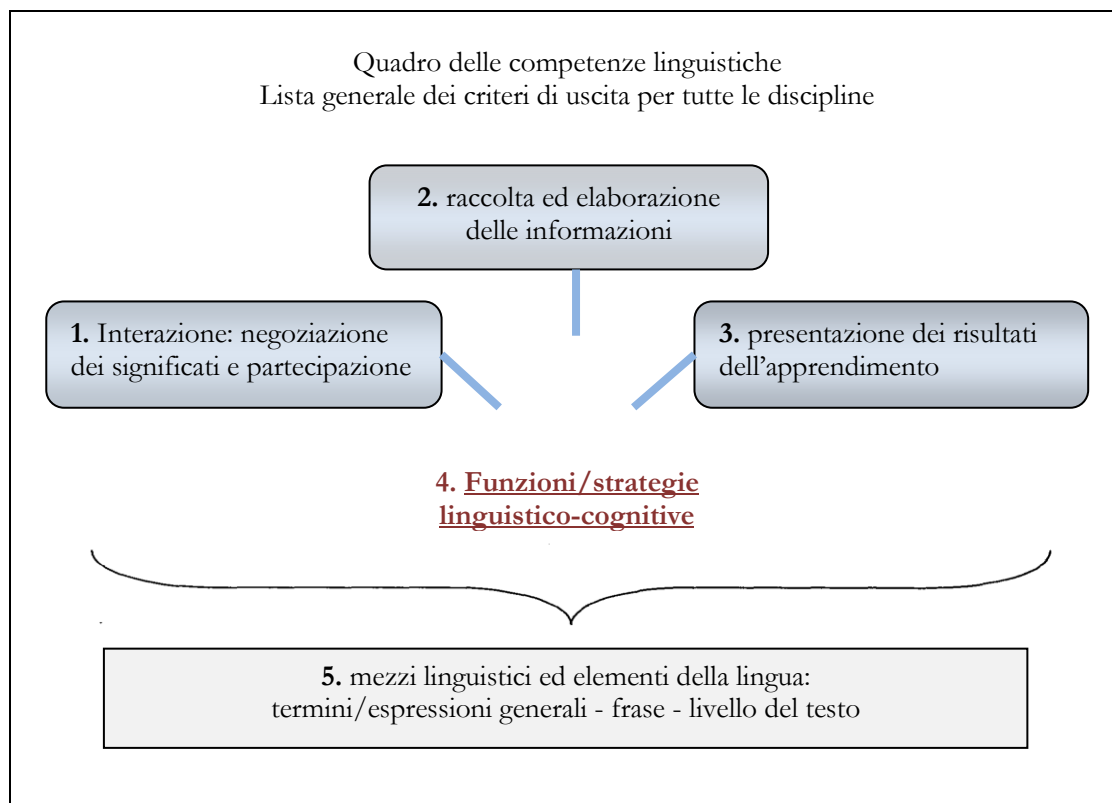 Quadro delle competenze linguistiche
Lista generale dei criteri di uscita per tutte le discipline
2. raccolta ed elaborazione
delle informazioni
1. Interazione: negoziazione
dei significati e partecipazione
3. presentazione dei risultati
dell’apprendimento
4. Funzioni/strategie
linguistico-cognitive
5. mezzi linguistici ed elementi della lingua:
termini/espressioni generali - frase - livello del testo